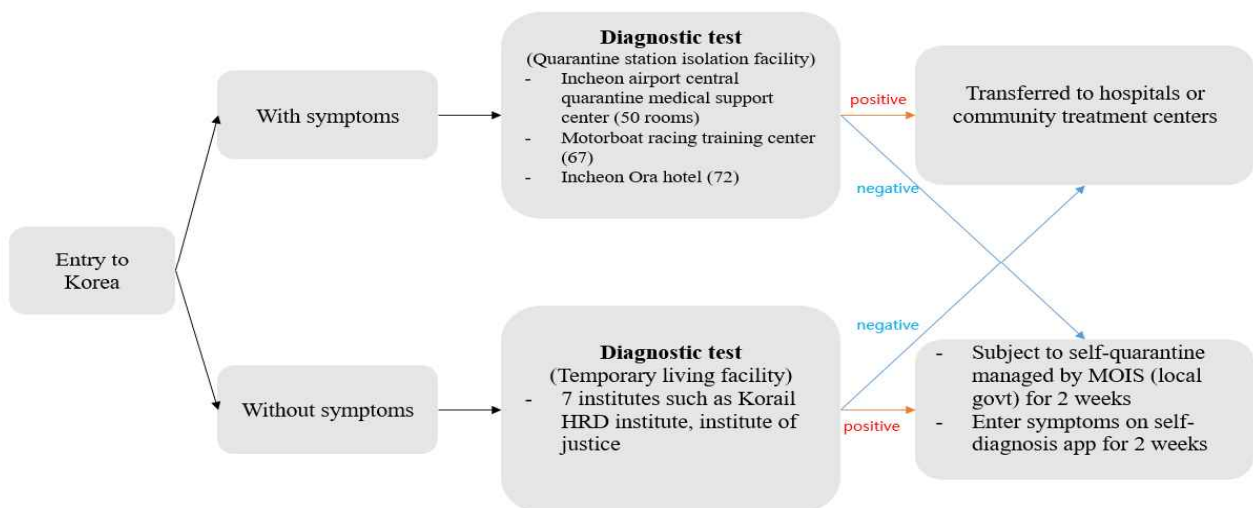 Entry to
Korea
With symptoms
Without symptoms
Diagnostic test
(Quarantine station isolation facility)
- Incheon airport central
quarantine medical support
center (50 rooms)
- Motorboat racing training center
(67)
- Incheon Ora hotel (72)
Diagnostic test
(Temporary living facility)
- 7 institutes such as Korail
HRD institute, institute of
justice
positive
negative
negative
positive
Transferred to hospitals or
community treatment centers
- Subject to self-quarantine
managed by MOIS (local
govt) for 2 weeks
- Enter symptoms on self-
diagnosis app for 2 weeks